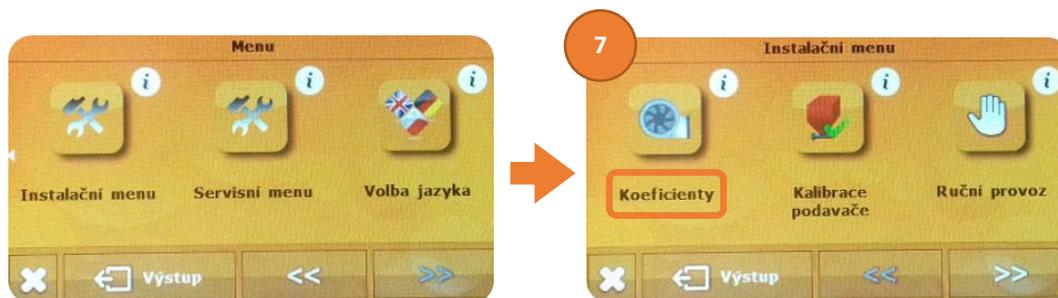 Menu
i
i
i
Instalační menu
Servisní menu
Volba jazyka
Výstup
<<
>>
7
Instalační menu
i
i
i
Koeficienty
Kalibrace
podavače
Ruční provoz
Výstup
<<
>>